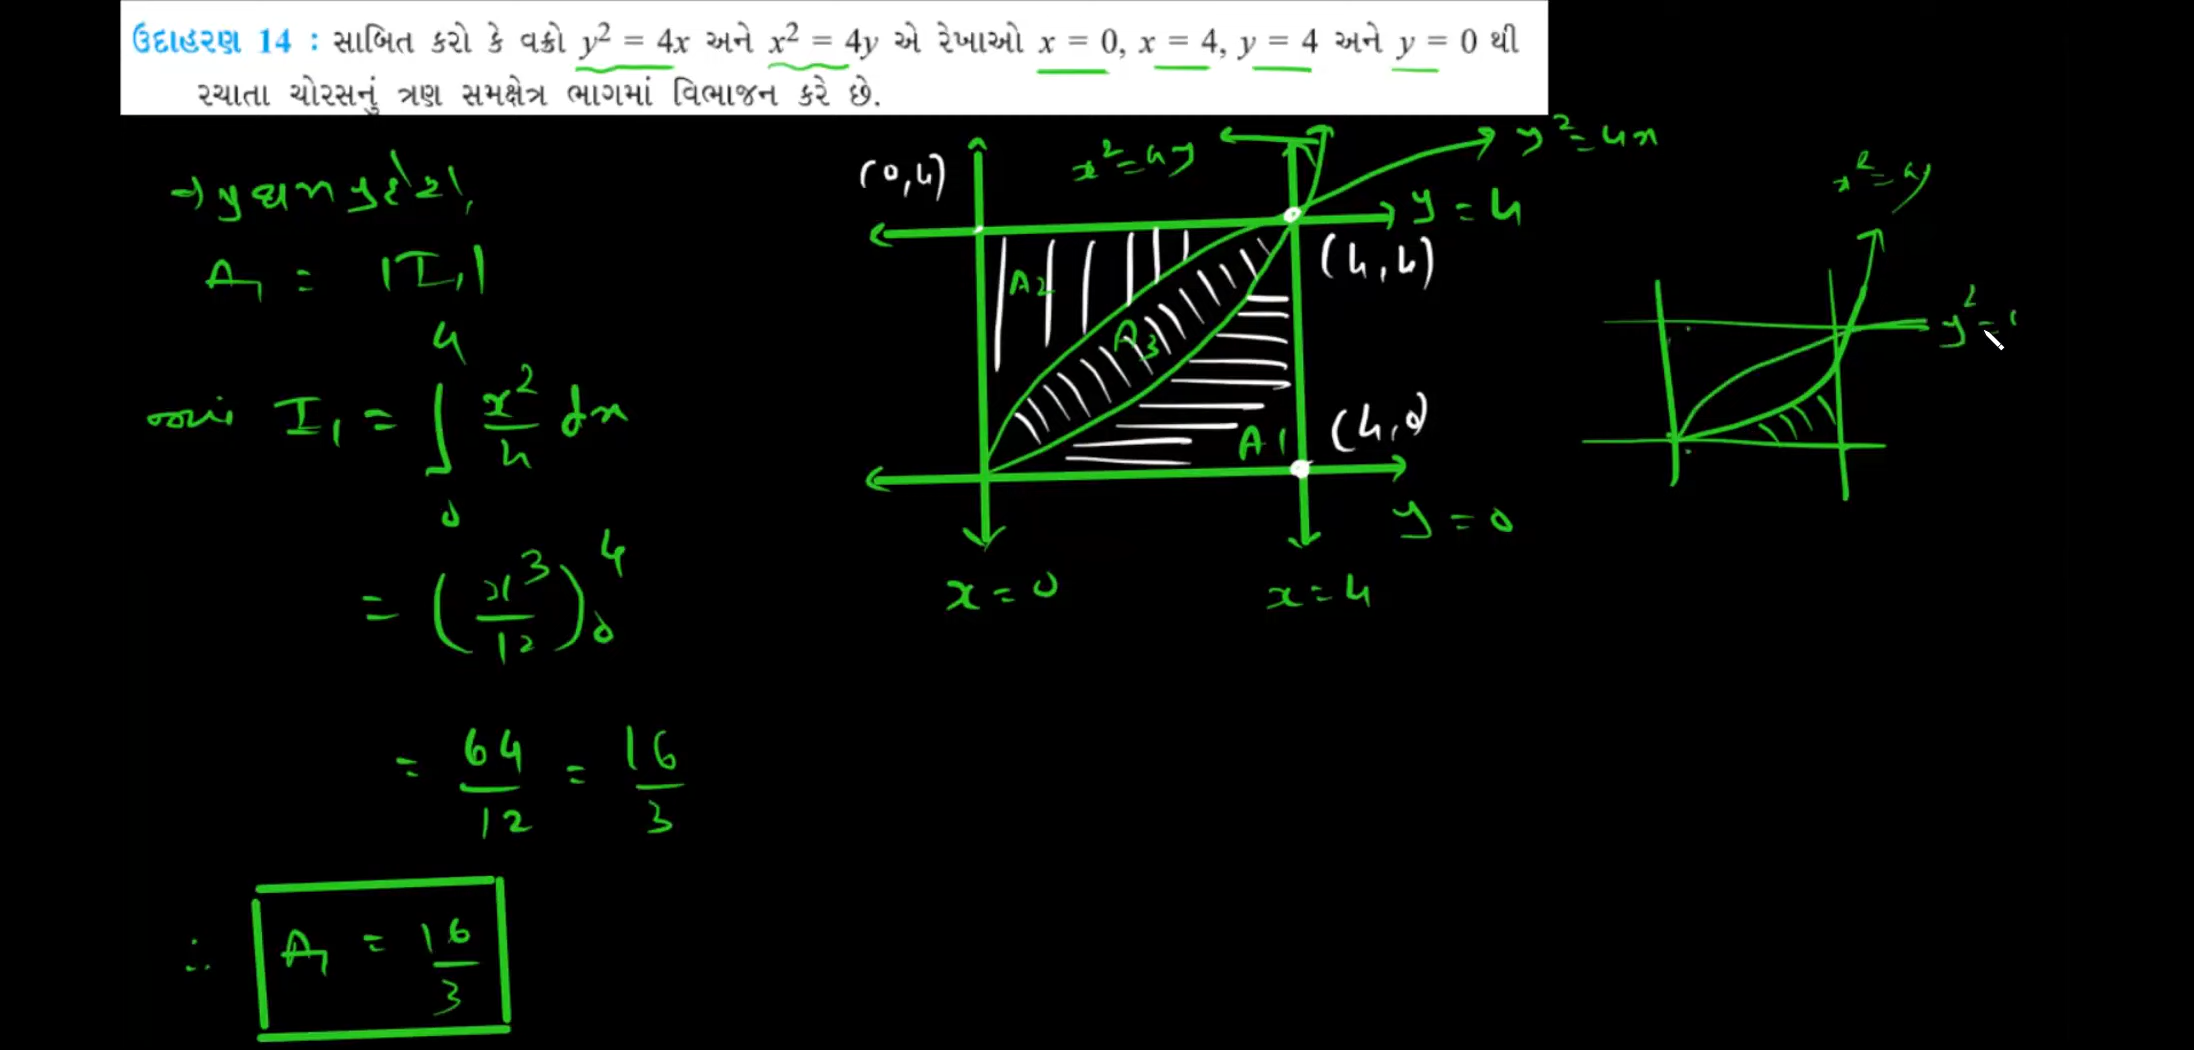 ઉદાહરણ 14 : સાબિત કરો કે વક્રો y² = 4x અને x² = 4y એ રેખાઓ x = 0, x = 4, y = 4 અને y = 0 થી
રચાતા ચોરસનું ત્રણ સમક્ષેત્ર ભાગમાં વિભાજન કરે છે.
→ પ્રથમ પ્રદેશ,
A₁ = |I₁|
જ્યાં I₁ = ∫₀⁴ x²/4 dx
= (x³/12)₀⁴
= 64/12 = 16/3
∴ A₁ = 16/3
(0,4)
x² = 4y
y² = 4x
y = 4
(4,4)
A2
A3
A1
(4,0)
y = 0
x = 0
x = 4
x² = 4y
y² =